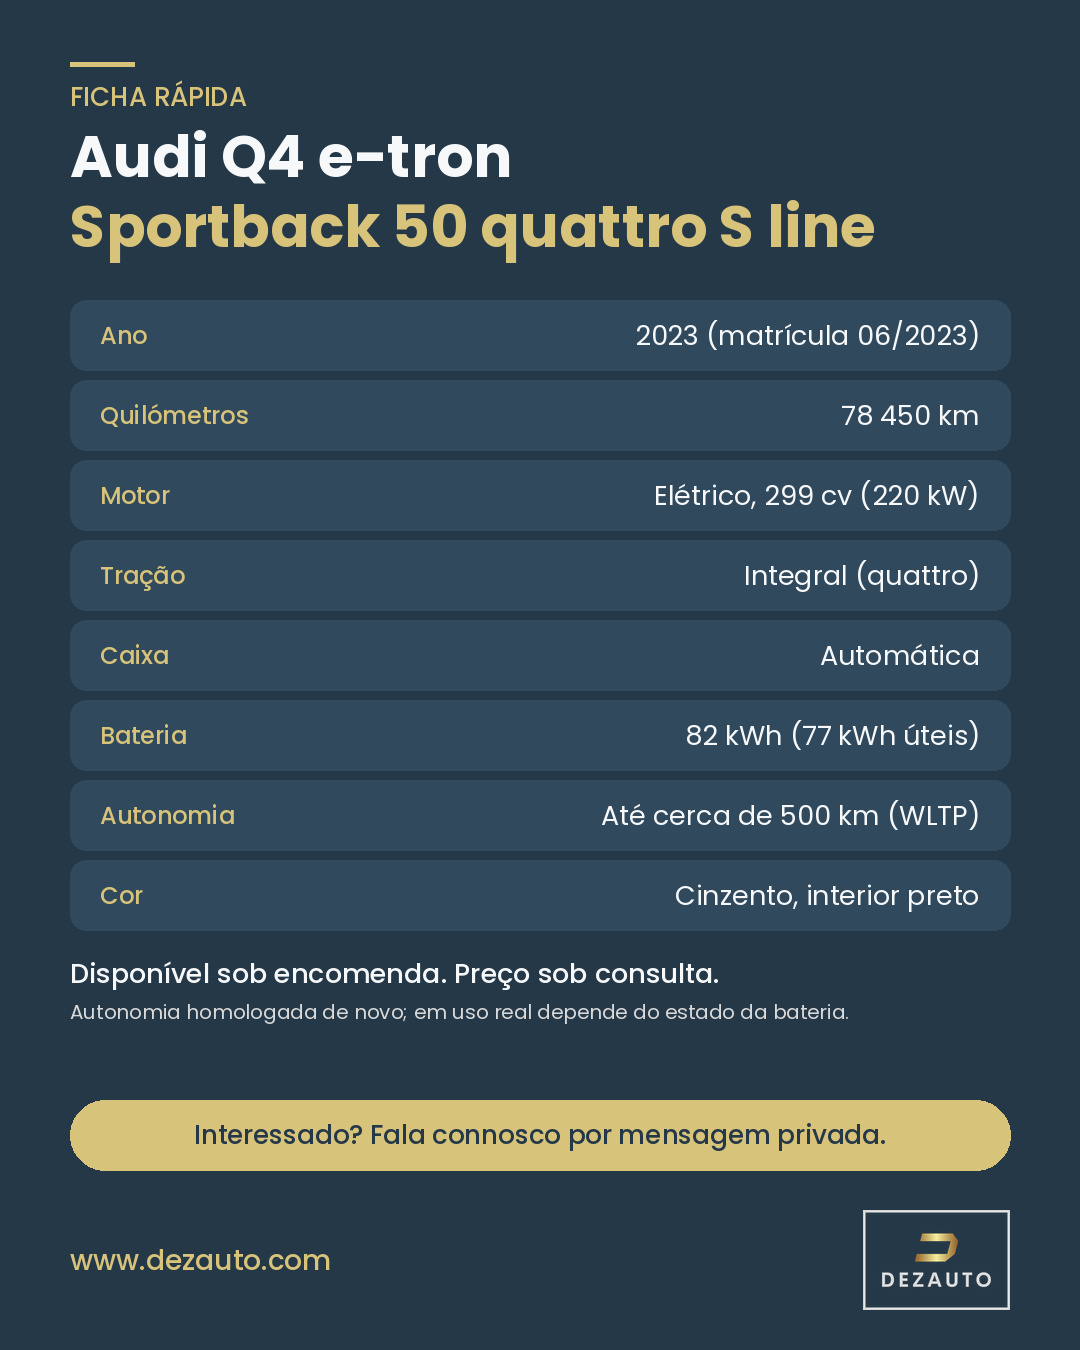 FICHA RÁPIDA
Audi Q4 e-tron
Sportback 50 quattro S line
Ano 2023 (matrícula 06/2023)
Quilómetros 78 450 km
Motor Elétrico, 299 cv (220 kW)
Tração Integral (quattro)
Caixa Automática
Bateria 82 kWh (77 kWh úteis)
Autonomia Até cerca de 500 km (WLTP)
Cor Cinzento, interior preto
Disponível sob encomenda. Preço sob consulta.
Autonomia homologada de novo; em uso real depende do estado da bateria.
Interessado? Fala connosco por mensagem privada.
www.dezauto.com
DEZAUTO